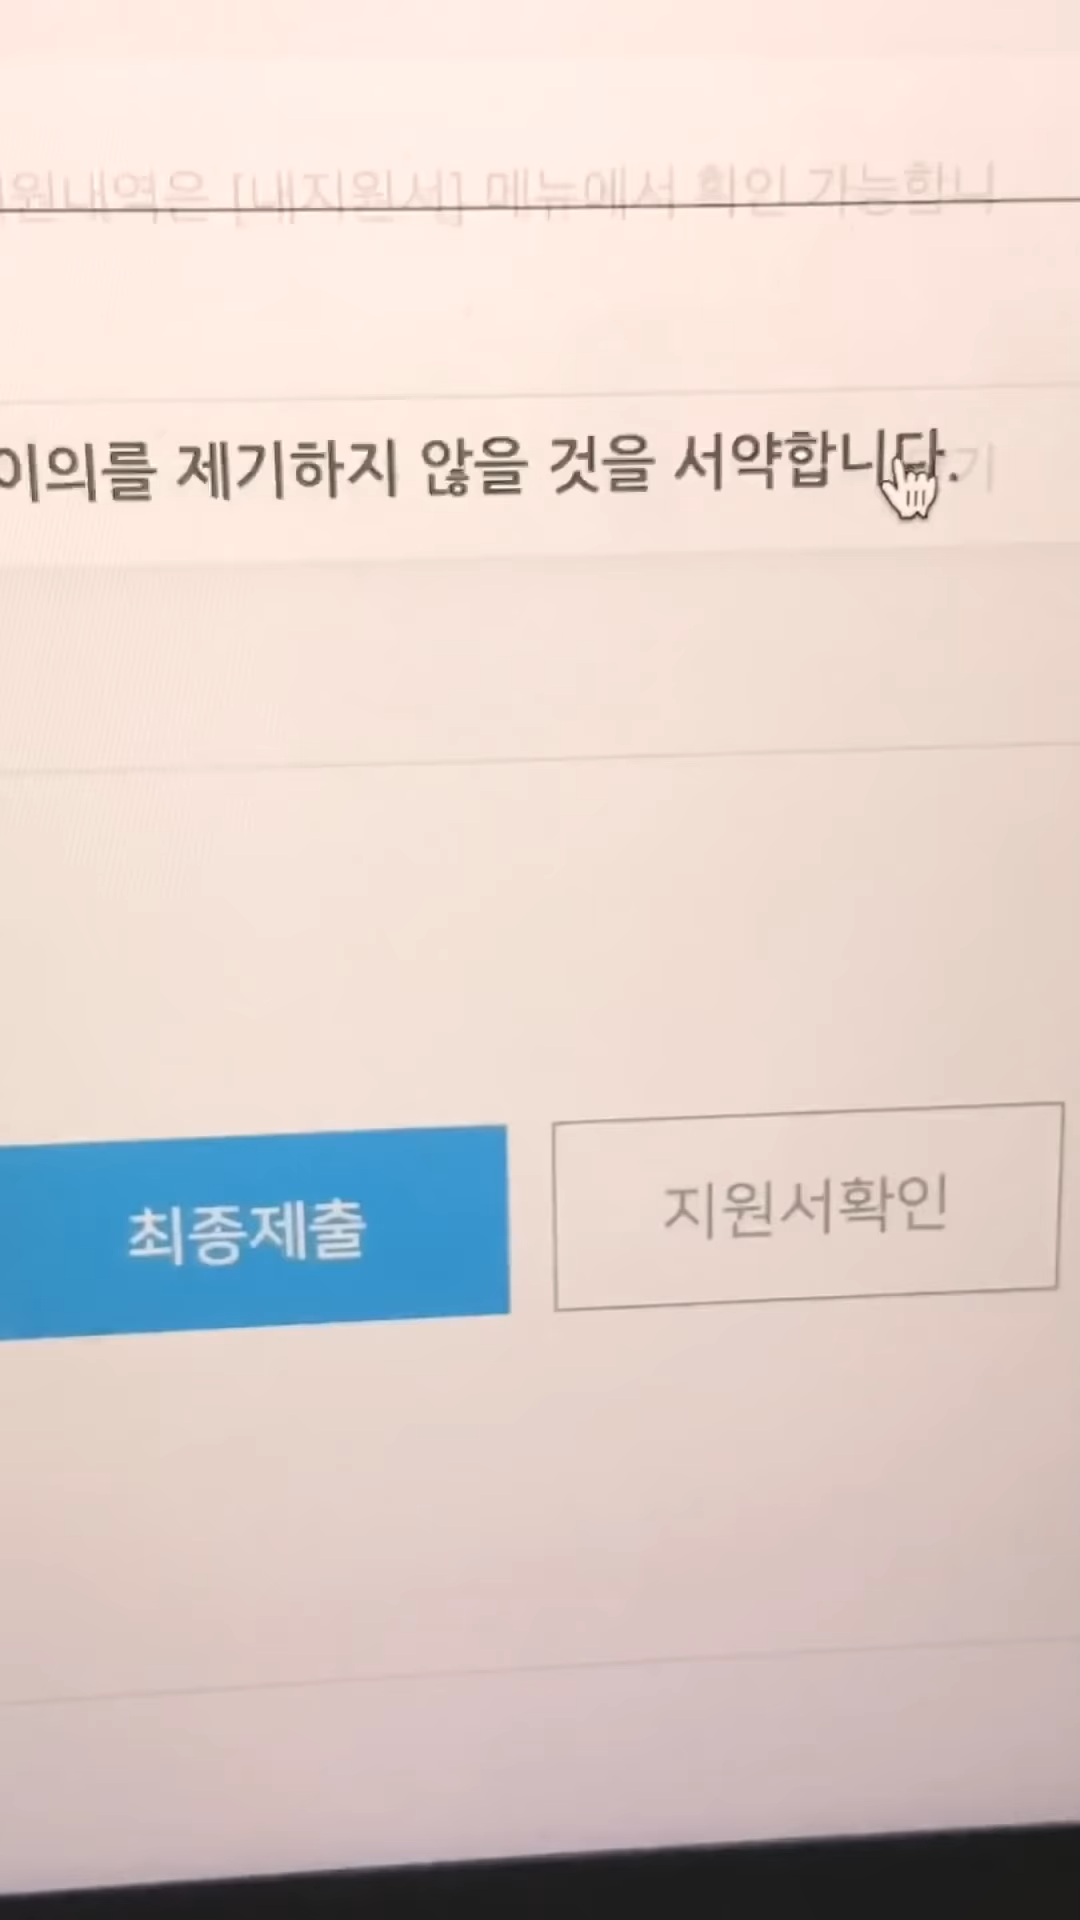 원내역은 [내지원서] 메뉴에서 확인 가능합니
이의를 제기하지 않을 것을 서약합니다.
최종제출
지원서확인